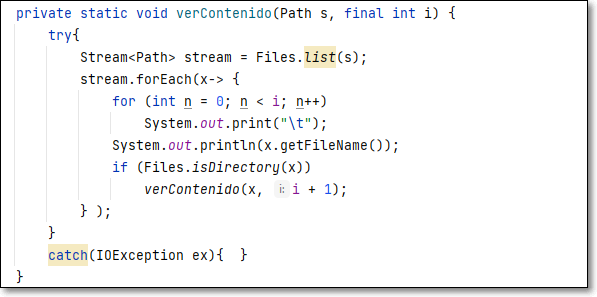 private static void verContenido(Path s, final int i) {
    try{
        Stream<Path> stream = Files.list(s);
        stream.forEach(x-> {
            for (int n = 0; n < i; n++)
                System.out.print("\t");
            System.out.println(x.getFileName());
            if (Files.isDirectory(x))
                verContenido(x, i: i + 1);
        } );
    }
    catch(IOException ex){  }
}